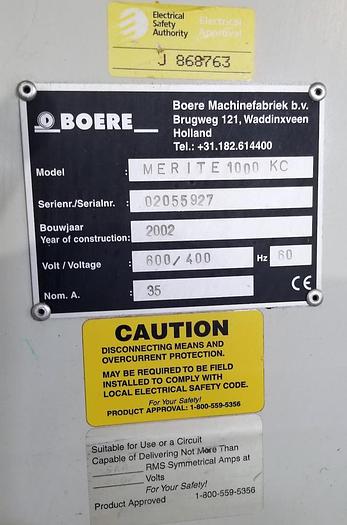 Electrical
Safety
Authority
Electrical
Approval
J 868763
BOERE
Boere Machinefabriek b.v.
Brugweg 121, Waddinxveen
Holland
Tel.: +31.182.614400
Model : MERITE 1000 KC
Serienr./Serialnr. : 02055927
Bouwjaar
Year of construction: 2002
Volt / Voltage : 600/400 Hz 60
Nom. A. : 35
CE
CAUTION
DISCONNECTING MEANS AND
OVERCURRENT PROTECTION.
MAY BE REQUIRED TO BE FIELD
INSTALLED TO COMPLY WITH
LOCAL ELECTRICAL SAFETY CODE.
For Your Safety!
PRODUCT APPROVAL: 1-800-559-5356
Suitable for Use or a Circuit
Capable of Delivering Not More Than
RMS Symmetrical Amps at
Volts
For Your Safety!
Product Approved 1-800-559-5356